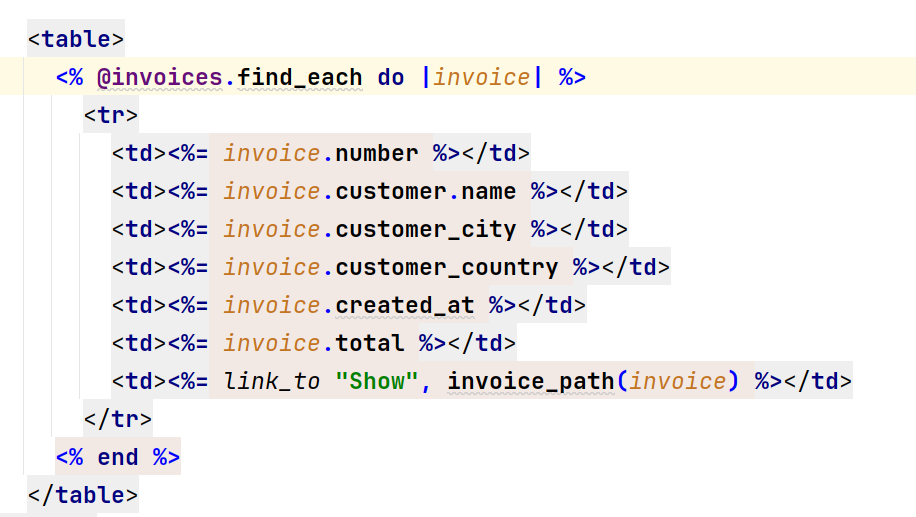 <table>
<% @invoices.find_each do |invoice| %>
<tr>
<td><%= invoice.number %></td>
<td><%= invoice.customer.name %></td>
<td><%= invoice.customer_city %></td>
<td><%= invoice.customer_country %></td>
<td><%= invoice.created_at %></td>
<td><%= invoice.total %></td>
<td><%= link_to "Show", invoice_path(invoice) %></td>
</tr>
<% end %>
</table>